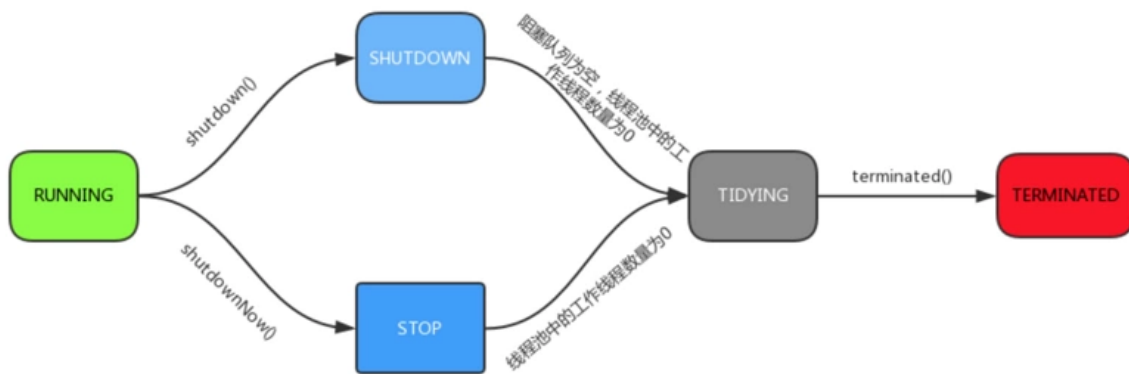 SHUTDOWN
阻塞队列为空，线程池中的工
作线程数量为0
shutdown()
RUNNING
TIDYING
terminated()
TERMINATED
shutdownNow()
线程池中的工作线程数量为0
STOP